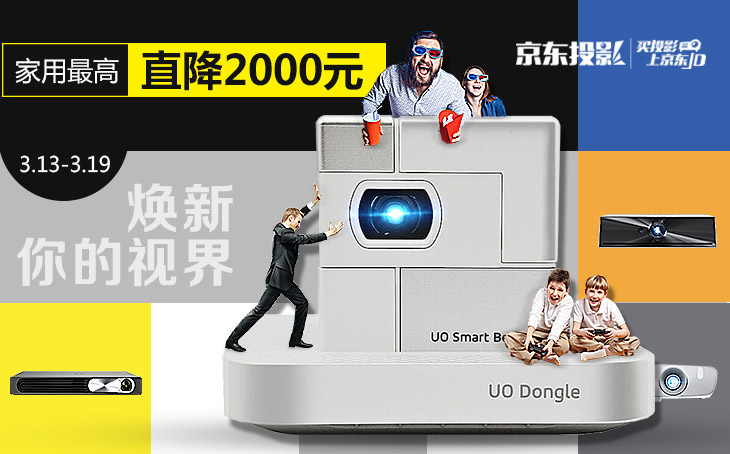 家用最高
直降2000元
京东投影
买投影
上京东JD
3.13-3.19
焕新
你的视界
UO Smart Be
UO Dongle